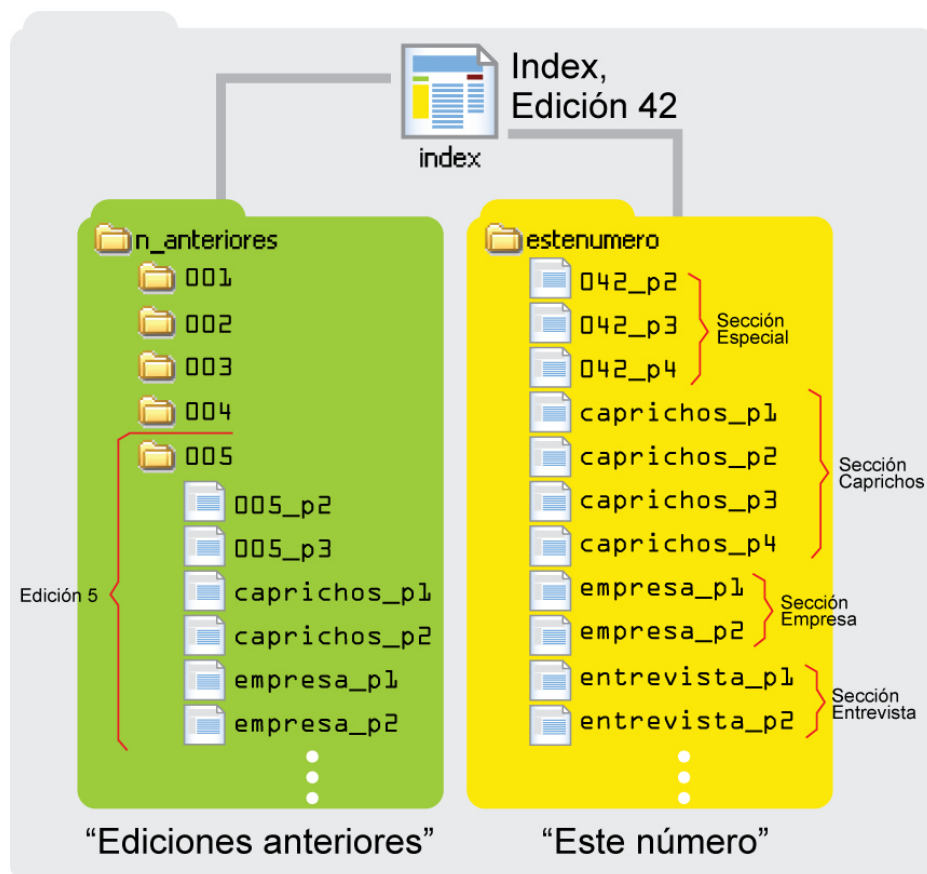 Index,
Edición 42
index
n_anteriores
001
002
003
004
005
005_p2
005_p3
caprichos_p1
caprichos_p2
empresa_p1
empresa_p2
Edición 5
“Ediciones anteriores”
estenumero
042_p2
042_p3
042_p4
Sección
Especial
caprichos_p1
caprichos_p2
caprichos_p3
caprichos_p4
Sección
Caprichos
empresa_p1
empresa_p2
Sección
Empresa
entrevista_p1
entrevista_p2
Sección
Entrevista
“Este número”